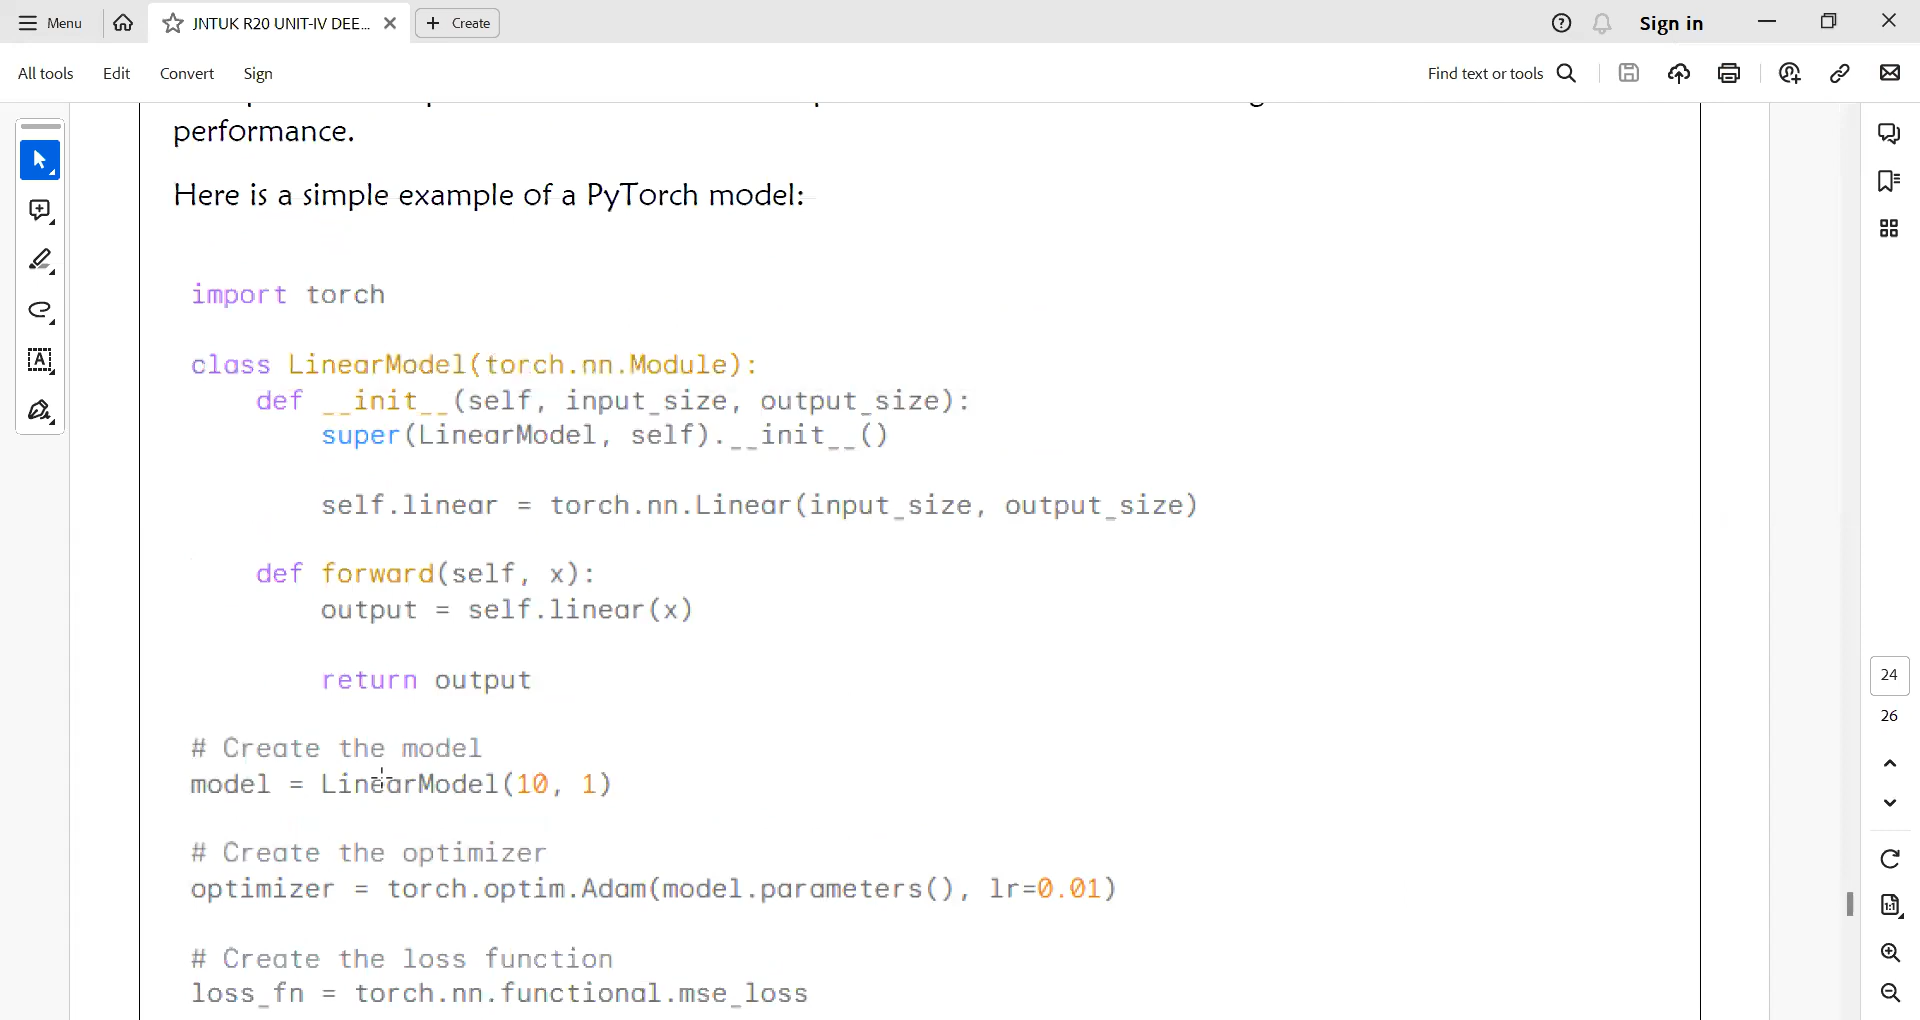 Menu
JNTUK R20 UNIT-IV DEE...
Create
Sign in
All tools
Edit
Convert
Sign
Find text or tools
performance.
Here is a simple example of a PyTorch model:
import torch
class LinearModel(torch.nn.Module):
def __init__(self, input_size, output_size):
super(LinearModel, self).__init__()
self.linear = torch.nn.Linear(input_size, output_size)
def forward(self, x):
output = self.linear(x)
return output
# Create the model
model = LinearModel(10, 1)
# Create the optimizer
optimizer = torch.optim.Adam(model.parameters(), lr=0.01)
# Create the loss function
loss_fn = torch.nn.functional.mse_loss
24
26